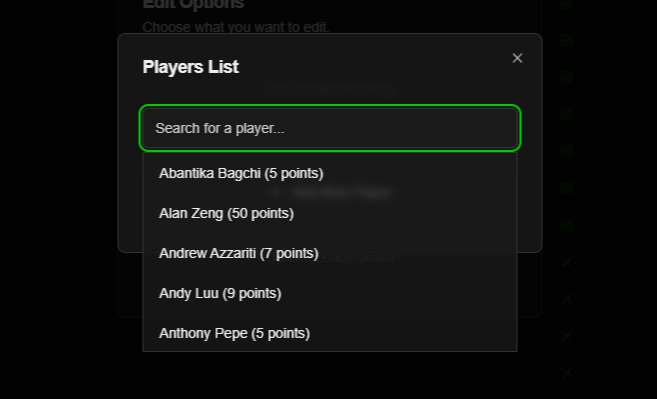 Edit Options
Choose what you want to edit.
Players List
Search for a player...
Abantika Bagchi (5 points)
Alan Zeng (50 points)
Andrew Azzariti (7 points)
Andy Luu (9 points)
Anthony Pepe (5 points)